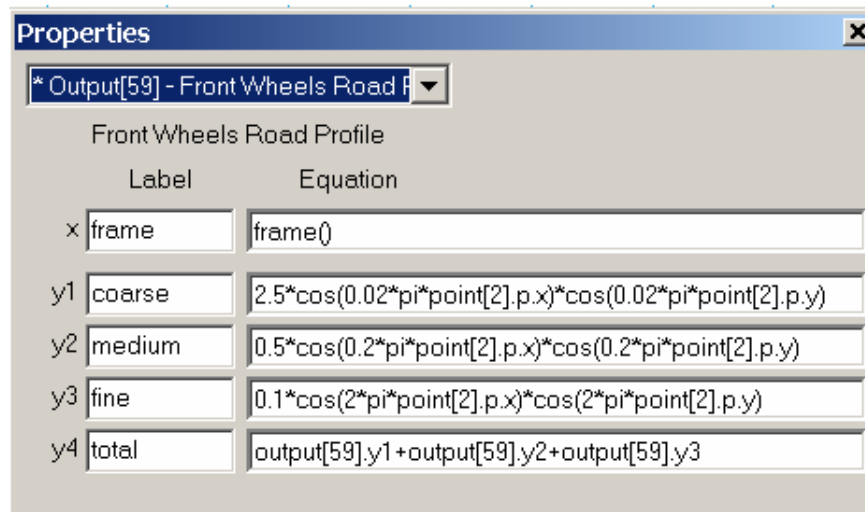 Properties
* Output[59] - Front Wheels Road P
Front Wheels Road Profile
Label Equation
x frame frame()
y1 coarse 2.5*cos(0.02*pi*point[2].p.x)*cos(0.02*pi*point[2].p.y)
y2 medium 0.5*cos(0.2*pi*point[2].p.x)*cos(0.2*pi*point[2].p.y)
y3 fine 0.1*cos(2*pi*point[2].p.x)*cos(2*pi*point[2].p.y)
y4 total output[59].y1+output[59].y2+output[59].y3